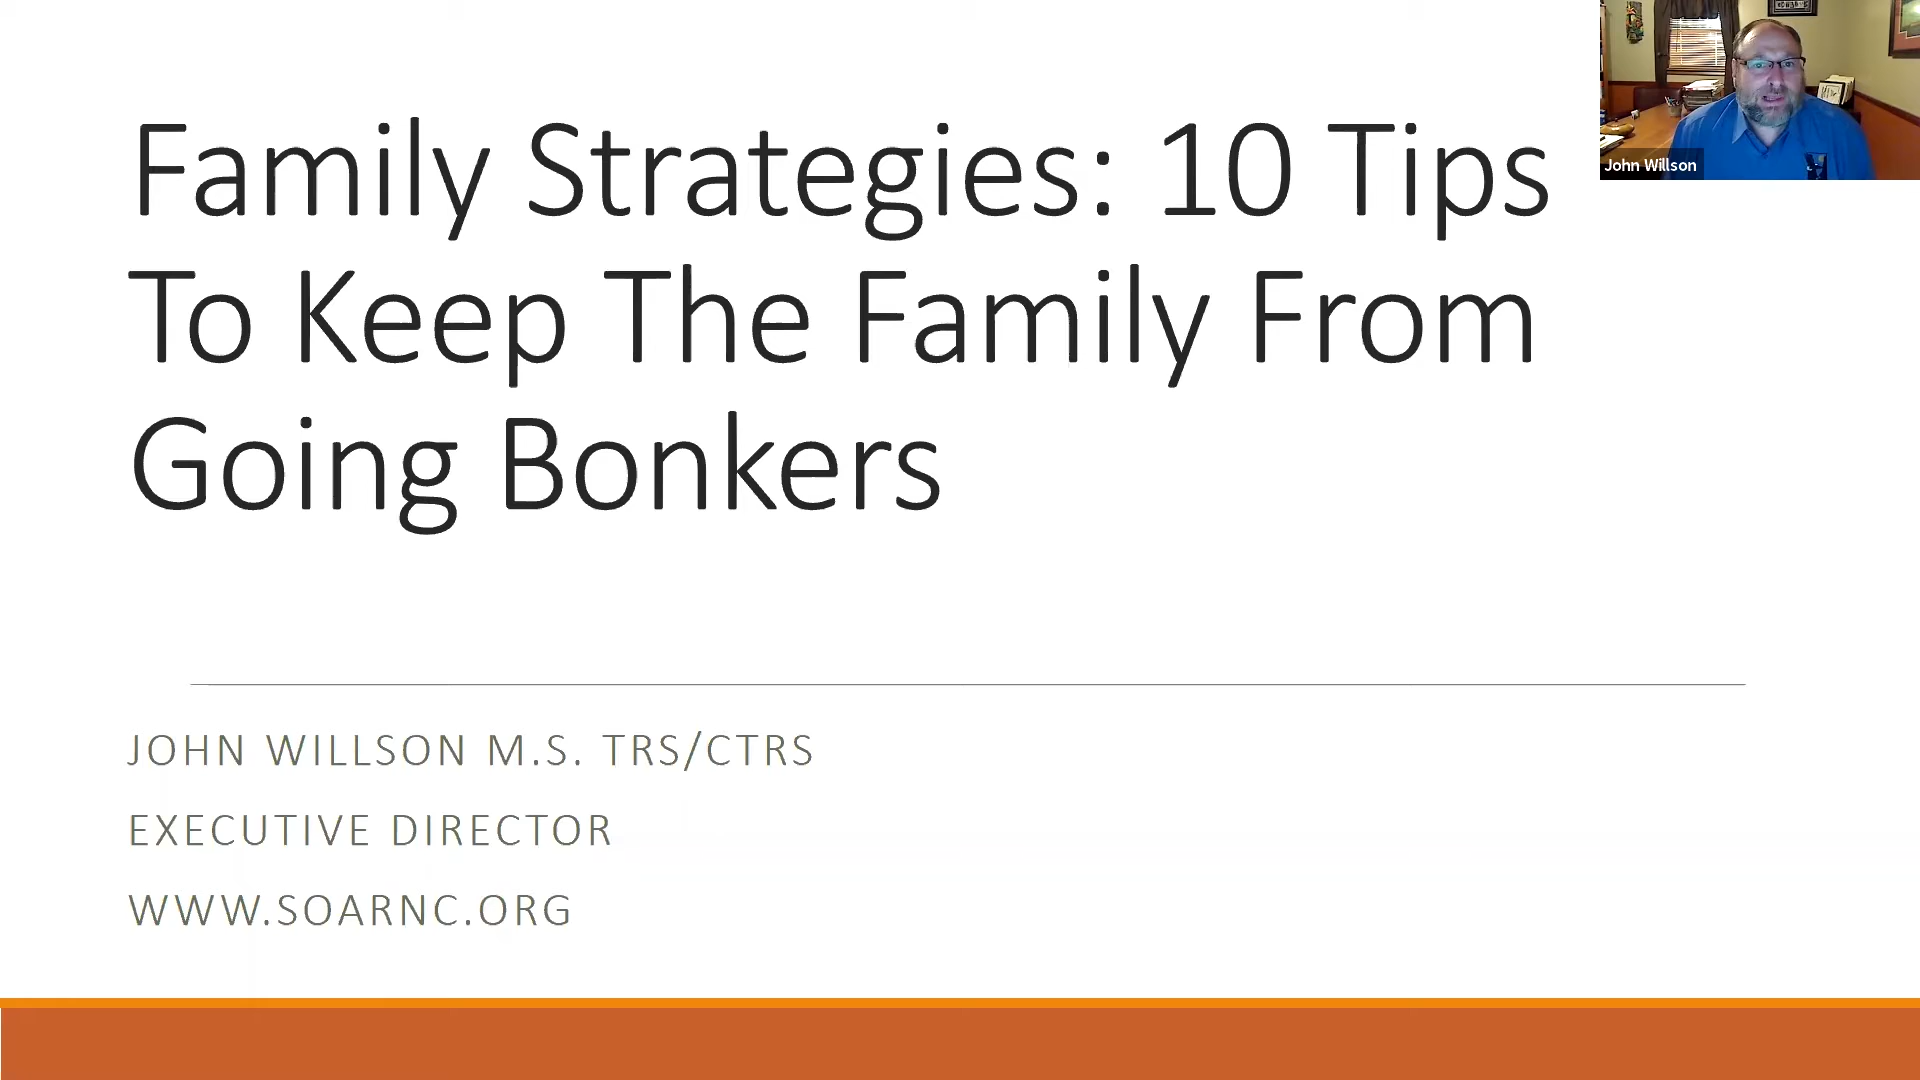 Family Strategies: 10 Tips
To Keep The Family From
Going Bonkers
John Willson
JOHN WILLSON M.S. TRS/CTRS
EXECUTIVE DIRECTOR
WWW.SOARNC.ORG